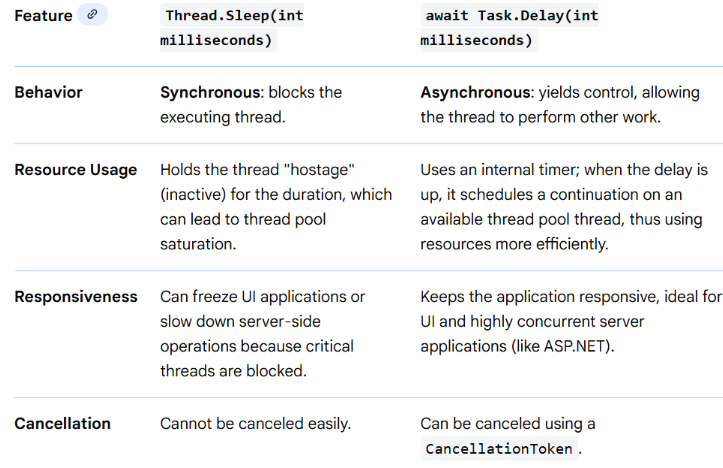 Feature
Thread.Sleep(int
milliseconds)
await Task.Delay(int
milliseconds)
Behavior
Synchronous: blocks the
executing thread.
Asynchronous: yields control, allowing
the thread to perform other work.
Resource Usage
Holds the thread "hostage"
(inactive) for the duration, which
can lead to thread pool
saturation.
Uses an internal timer; when the delay is
up, it schedules a continuation on an
available thread pool thread, thus using
resources more efficiently.
Responsiveness
Can freeze UI applications or
slow down server-side
operations because critical
threads are blocked.
Keeps the application responsive, ideal for
UI and highly concurrent server
applications (like ASP.NET).
Cancellation
Cannot be canceled easily.
Can be canceled using a
CancellationToken.